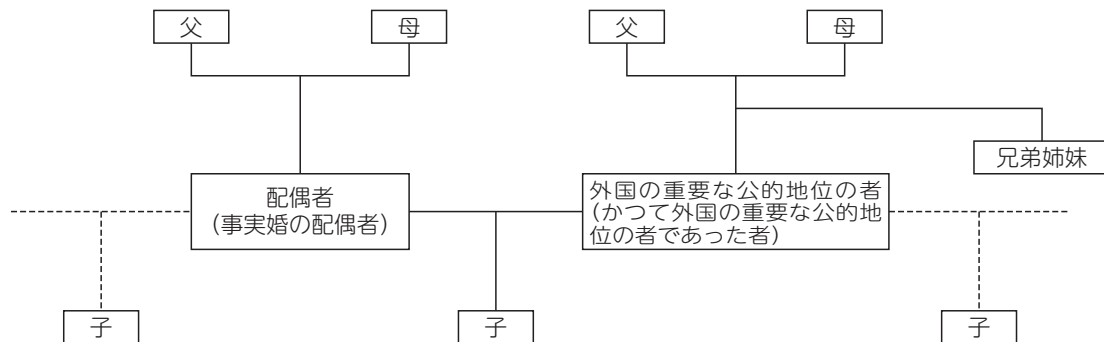 父
母
父
母
兄弟姉妹
配偶者
(事実婚の配偶者)
外国の重要な公的地位の者
(かつて外国の重要な公的地
位の者であった者)
子
子
子